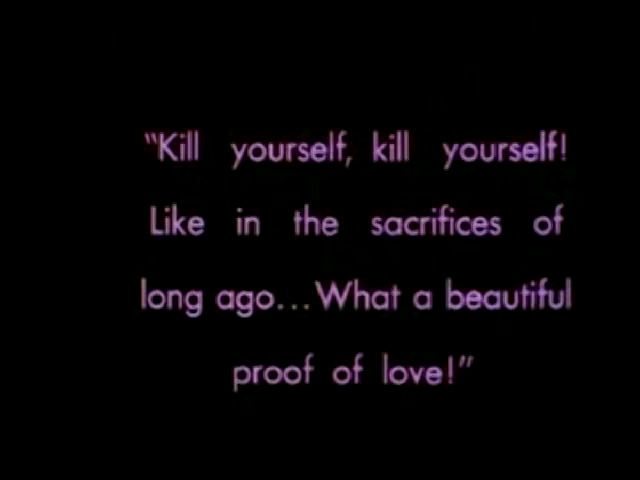 "Kill yourself, kill yourself!
Like in the sacrifices of
long ago...What a beautiful
proof of love!"